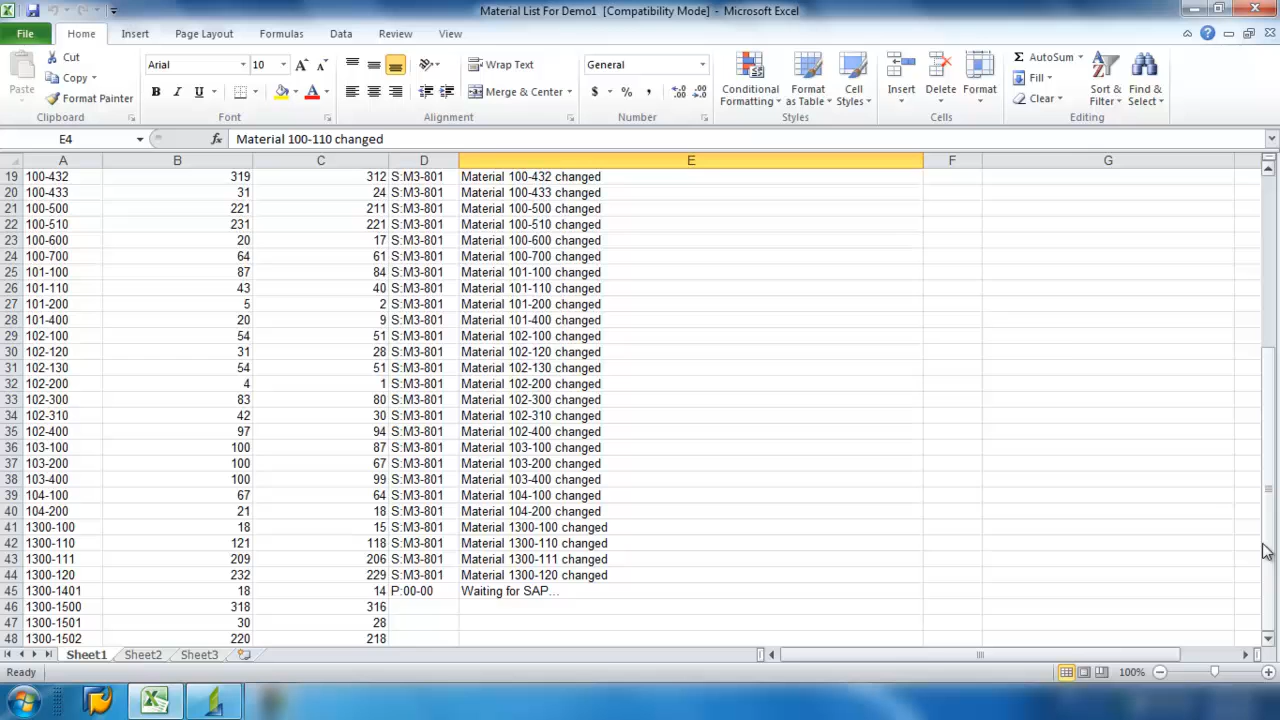 Material List For Demo1 [Compatibility Mode] - Microsoft Excel
File Home Insert Page Layout Formulas Data Review View
Cut
Copy
Format Painter
Paste
Clipboard
Arial 10
B I U
Font
Wrap Text
Merge & Center
Alignment
General
$ % ,
Number
Conditional Formatting
Format as Table
Cell Styles
Styles
Insert
Delete
Format
Cells
Σ AutoSum
Fill
Clear
Sort & Filter
Find & Select
Editing
E4 fx Material 100-110 changed
A B C D E F G
19 100-432 319 312 S:M3-801 Material 100-432 changed
20 100-433 31 24 S:M3-801 Material 100-433 changed
21 100-500 221 211 S:M3-801 Material 100-500 changed
22 100-510 231 221 S:M3-801 Material 100-510 changed
23 100-600 20 17 S:M3-801 Material 100-600 changed
24 100-700 64 61 S:M3-801 Material 100-700 changed
25 101-100 87 84 S:M3-801 Material 101-100 changed
26 101-110 43 40 S:M3-801 Material 101-110 changed
27 101-200 5 2 S:M3-801 Material 101-200 changed
28 101-400 20 9 S:M3-801 Material 101-400 changed
29 102-100 54 51 S:M3-801 Material 102-100 changed
30 102-120 31 28 S:M3-801 Material 102-120 changed
31 102-130 54 51 S:M3-801 Material 102-130 changed
32 102-200 4 1 S:M3-801 Material 102-200 changed
33 102-300 83 80 S:M3-801 Material 102-300 changed
34 102-310 42 30 S:M3-801 Material 102-310 changed
35 102-400 97 94 S:M3-801 Material 102-400 changed
36 103-100 100 87 S:M3-801 Material 103-100 changed
37 103-200 100 67 S:M3-801 Material 103-200 changed
38 103-400 100 99 S:M3-801 Material 103-400 changed
39 104-100 67 64 S:M3-801 Material 104-100 changed
40 104-200 21 18 S:M3-801 Material 104-200 changed
41 1300-100 18 15 S:M3-801 Material 1300-100 changed
42 1300-110 121 118 S:M3-801 Material 1300-110 changed
43 1300-111 209 206 S:M3-801 Material 1300-111 changed
44 1300-120 232 229 S:M3-801 Material 1300-120 changed
45 1300-1401 18 14 P:00-00 Waiting for SAP...
46 1300-1500 318 316
47 1300-1501 30 28
48 1300-1502 220 218
Sheet1 Sheet2 Sheet3
Ready 100%